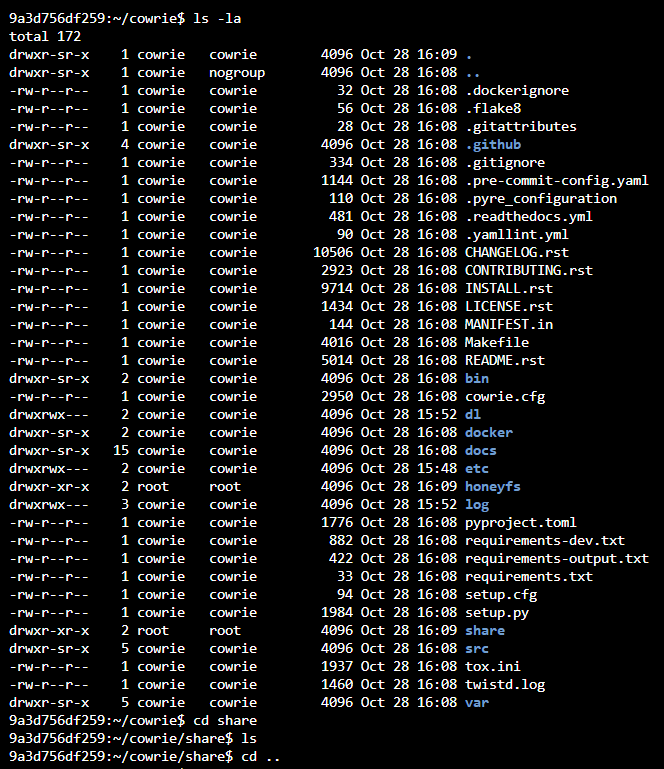 9a3d756df259:~/cowrie$ ls -la
total 172
drwxr-sr-x    1 cowrie   cowrie        4096 Oct 28 16:09 .
drwxr-sr-x    1 cowrie   nogroup       4096 Oct 28 16:08 ..
-rw-r--r--    1 cowrie   cowrie          32 Oct 28 16:08 .dockerignore
-rw-r--r--    1 cowrie   cowrie          56 Oct 28 16:08 .flake8
-rw-r--r--    1 cowrie   cowrie          28 Oct 28 16:08 .gitattributes
drwxr-sr-x    4 cowrie   cowrie        4096 Oct 28 16:08 .github
-rw-r--r--    1 cowrie   cowrie         334 Oct 28 16:08 .gitignore
-rw-r--r--    1 cowrie   cowrie        1144 Oct 28 16:08 .pre-commit-config.yaml
-rw-r--r--    1 cowrie   cowrie         110 Oct 28 16:08 .pyre_configuration
-rw-r--r--    1 cowrie   cowrie         481 Oct 28 16:08 .readthedocs.yml
-rw-r--r--    1 cowrie   cowrie          90 Oct 28 16:08 .yamllint.yml
-rw-r--r--    1 cowrie   cowrie       10506 Oct 28 16:08 CHANGELOG.rst
-rw-r--r--    1 cowrie   cowrie        2923 Oct 28 16:08 CONTRIBUTING.rst
-rw-r--r--    1 cowrie   cowrie        9714 Oct 28 16:08 INSTALL.rst
-rw-r--r--    1 cowrie   cowrie        1434 Oct 28 16:08 LICENSE.rst
-rw-r--r--    1 cowrie   cowrie         144 Oct 28 16:08 MANIFEST.in
-rw-r--r--    1 cowrie   cowrie        4016 Oct 28 16:08 Makefile
-rw-r--r--    1 cowrie   cowrie        5014 Oct 28 16:08 README.rst
drwxr-sr-x    2 cowrie   cowrie        4096 Oct 28 16:08 bin
-rw-r--r--    1 cowrie   cowrie        2950 Oct 28 16:08 cowrie.cfg
drwxrwx---    2 cowrie   cowrie        4096 Oct 28 15:52 dl
drwxr-sr-x    2 cowrie   cowrie        4096 Oct 28 16:08 docker
drwxr-sr-x   15 cowrie   cowrie        4096 Oct 28 16:08 docs
drwxrwx---    2 cowrie   cowrie        4096 Oct 28 15:48 etc
drwxr-xr-x    2 root     root          4096 Oct 28 16:09 honeyfs
drwxrwx---    3 cowrie   cowrie        4096 Oct 28 15:52 log
-rw-r--r--    1 cowrie   cowrie        1776 Oct 28 16:08 pyproject.toml
-rw-r--r--    1 cowrie   cowrie         882 Oct 28 16:08 requirements-dev.txt
-rw-r--r--    1 cowrie   cowrie         422 Oct 28 16:08 requirements-output.txt
-rw-r--r--    1 cowrie   cowrie          33 Oct 28 16:08 requirements.txt
-rw-r--r--    1 cowrie   cowrie          94 Oct 28 16:08 setup.cfg
-rw-r--r--    1 cowrie   cowrie        1984 Oct 28 16:08 setup.py
drwxr-xr-x    2 root     root          4096 Oct 28 16:09 share
drwxr-sr-x    5 cowrie   cowrie        4096 Oct 28 16:08 src
-rw-r--r--    1 cowrie   cowrie        1937 Oct 28 16:08 tox.ini
-rw-r--r--    1 cowrie   cowrie        1460 Oct 28 16:08 twistd.log
drwxr-sr-x    5 cowrie   cowrie        4096 Oct 28 16:08 var
9a3d756df259:~/cowrie$ cd share
9a3d756df259:~/cowrie/share$ ls
9a3d756df259:~/cowrie/share$ cd ..